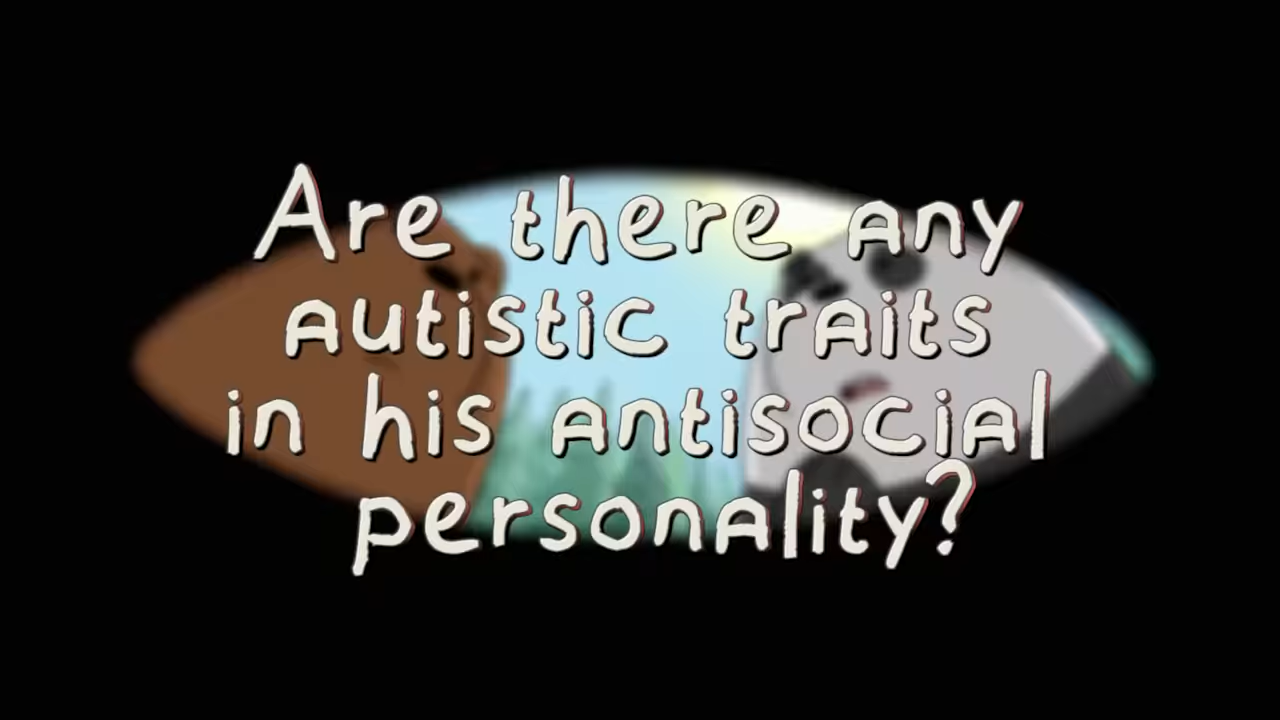 Are there any
autistic traits
in his antisocial
personality?